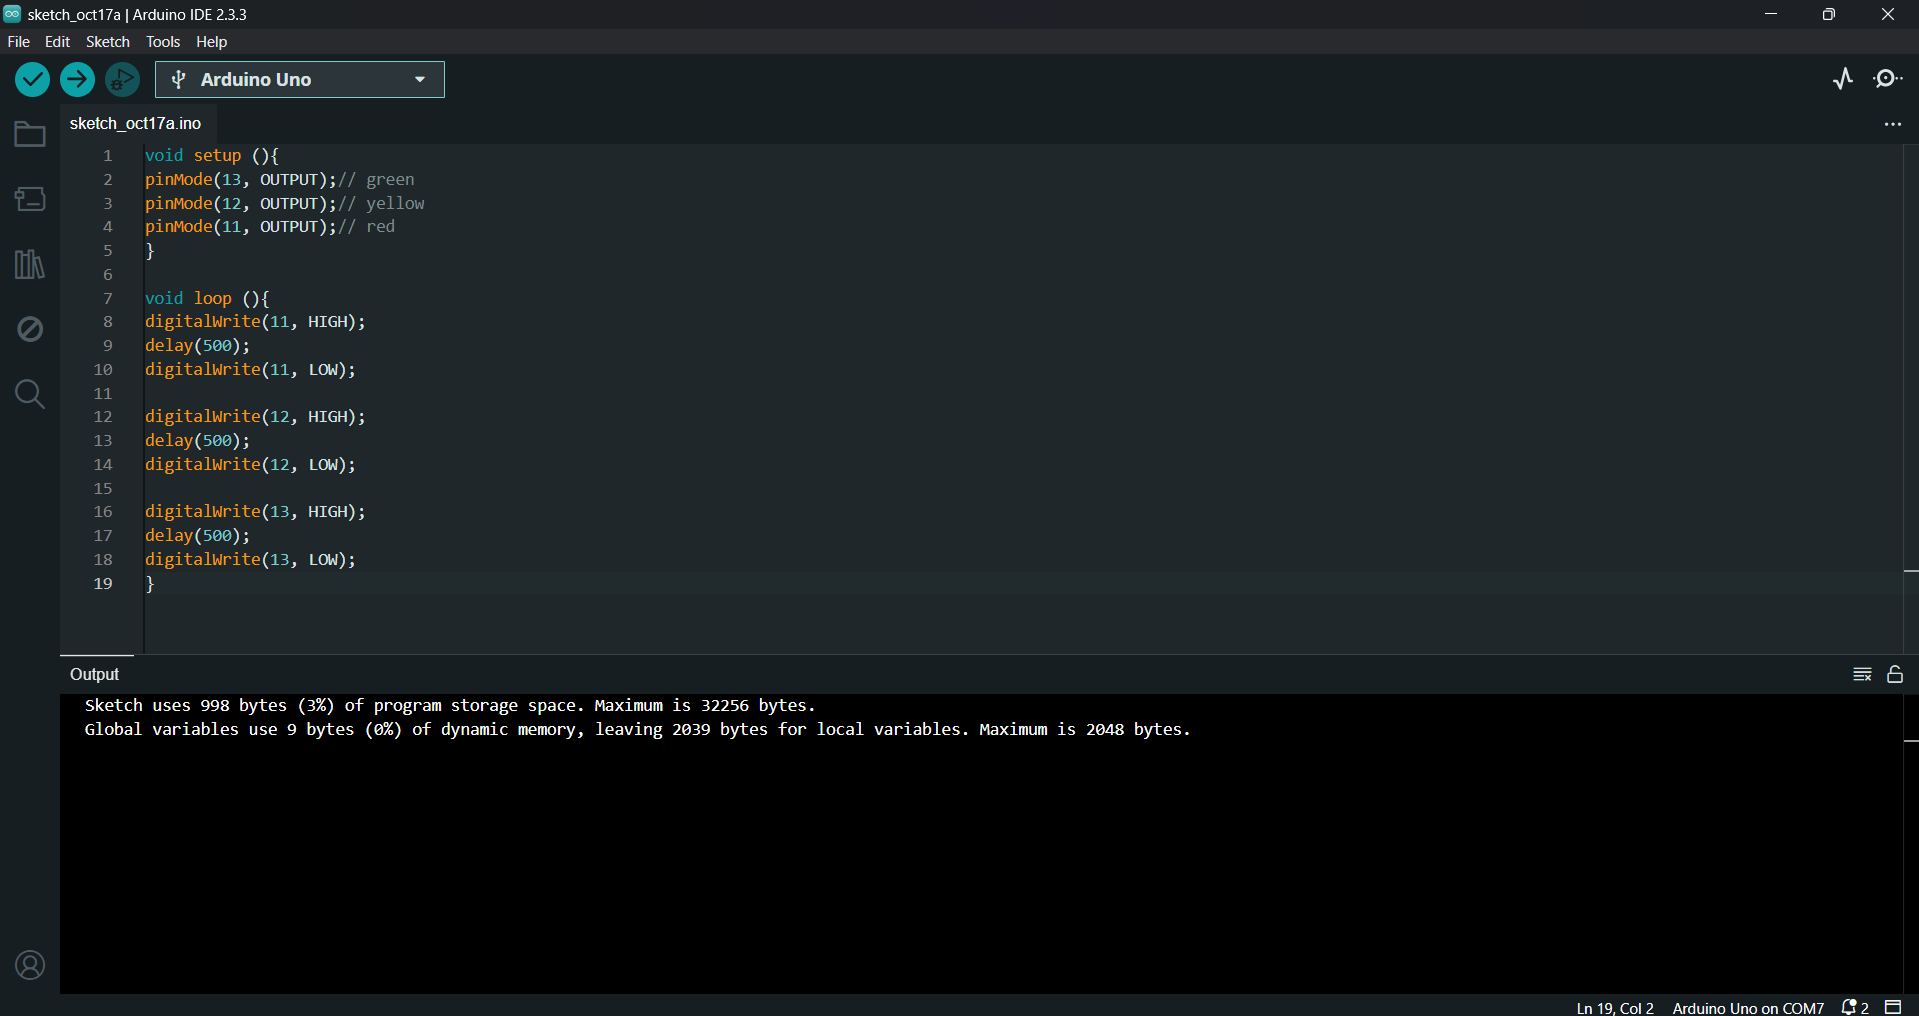 sketch_oct17a | Arduino IDE 2.3.3
File Edit Sketch Tools Help
Arduino Uno
sketch_oct17a.ino
1 void setup (){
2 pinMode(13, OUTPUT);// green
3 pinMode(12, OUTPUT);// yellow
4 pinMode(11, OUTPUT);// red
5 }
6
7 void loop (){
8 digitalWrite(11, HIGH);
9 delay(500);
10 digitalWrite(11, LOW);
11
12 digitalWrite(12, HIGH);
13 delay(500);
14 digitalWrite(12, LOW);
15
16 digitalWrite(13, HIGH);
17 delay(500);
18 digitalWrite(13, LOW);
19 }
Output
Sketch uses 998 bytes (3%) of program storage space. Maximum is 32256 bytes.
Global variables use 9 bytes (0%) of dynamic memory, leaving 2039 bytes for local variables. Maximum is 2048 bytes.
Ln 19, Col 2 Arduino Uno on COM7 2